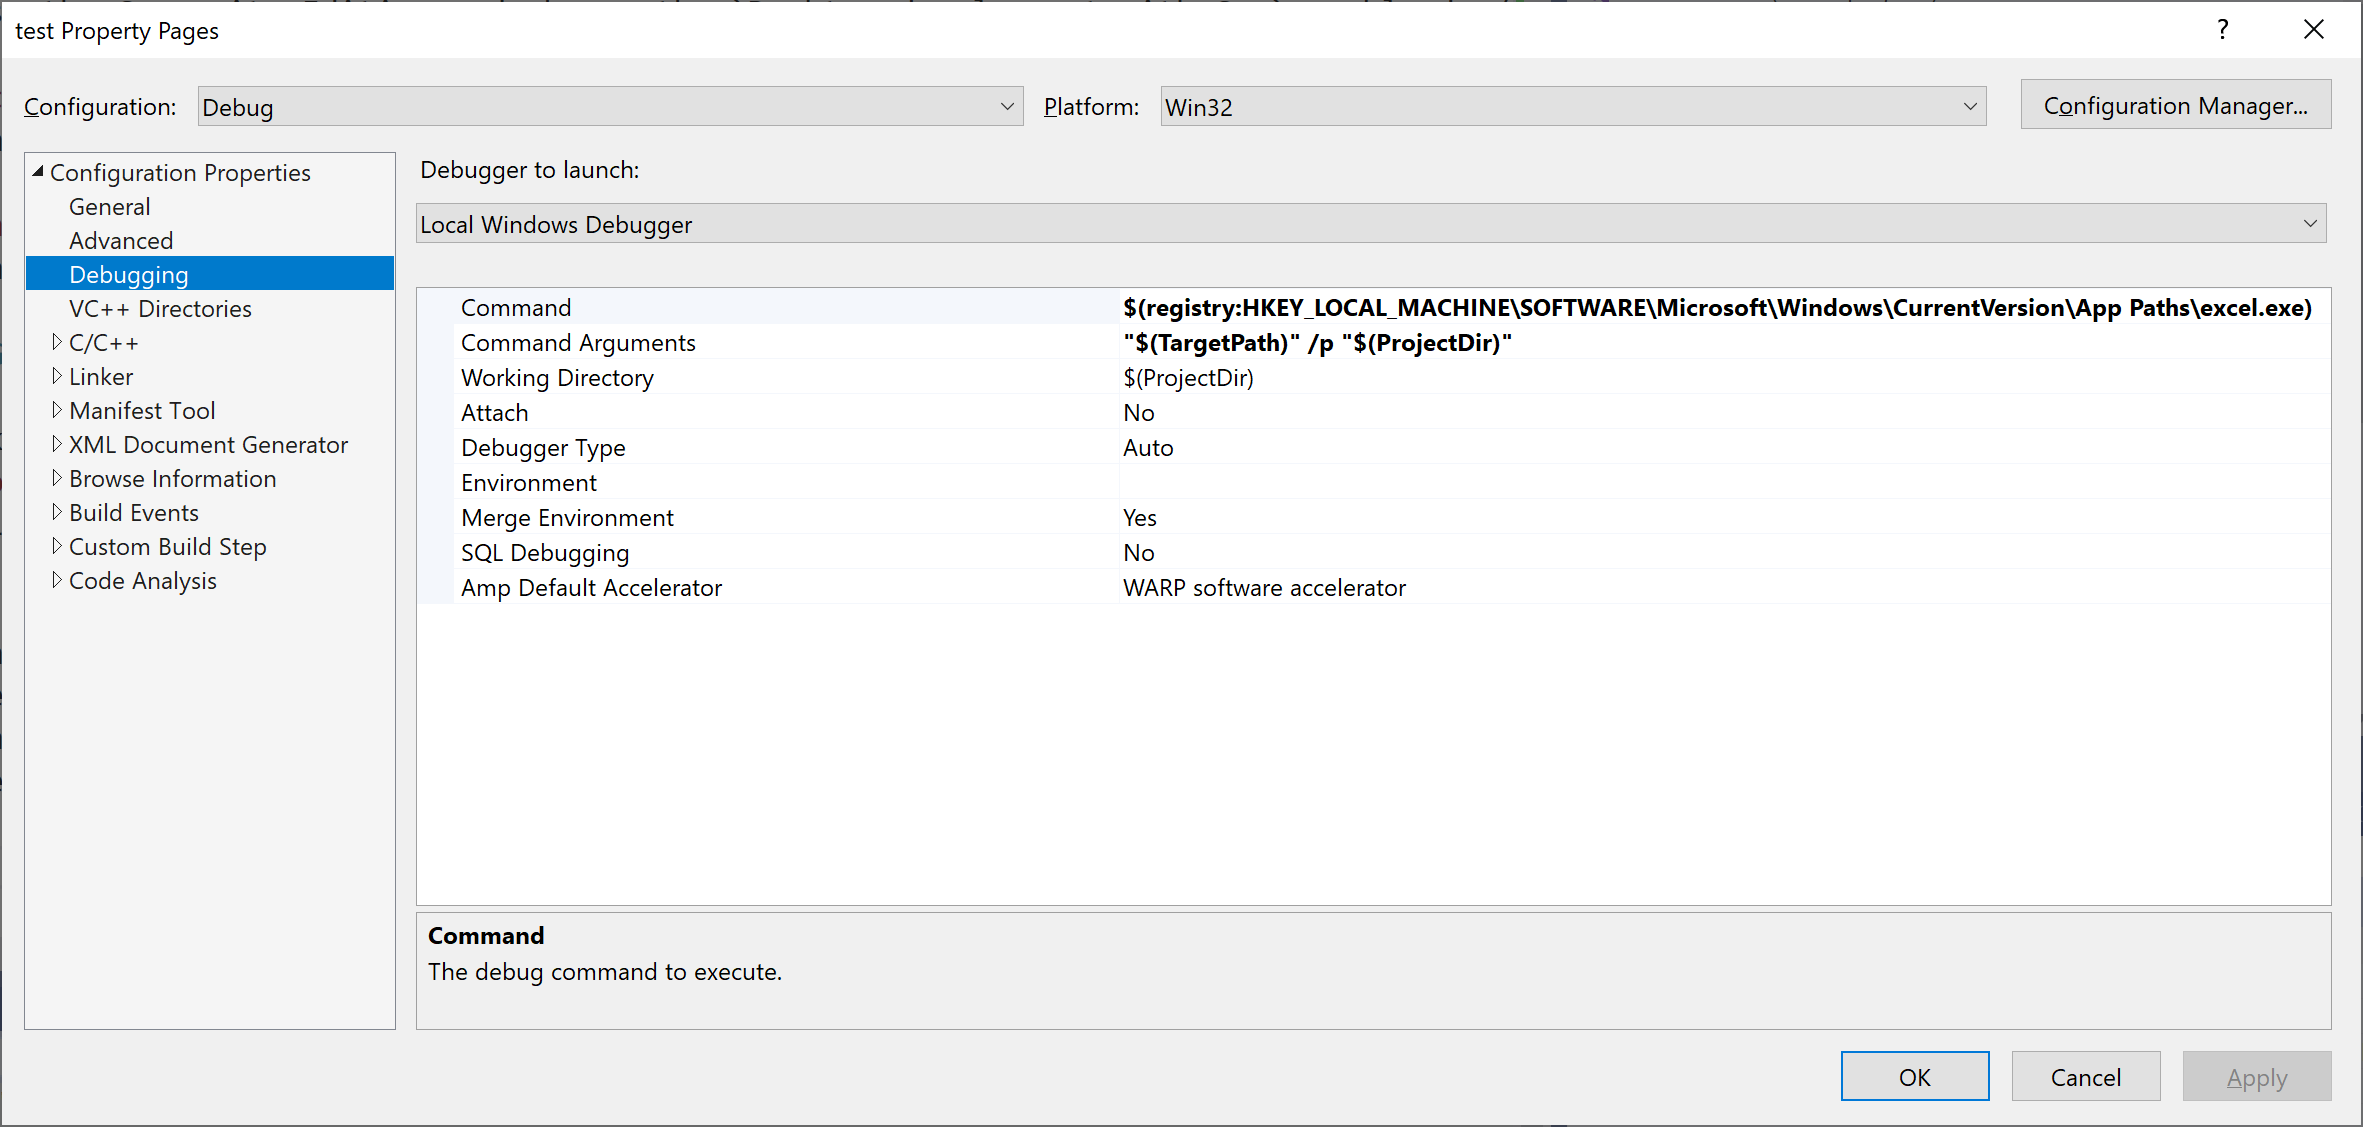 test Property Pages
?
Configuration: Debug Platform: Win32 Configuration Manager...
Configuration Properties
General
Advanced
Debugging
VC++ Directories
C/C++
Linker
Manifest Tool
XML Document Generator
Browse Information
Build Events
Custom Build Step
Code Analysis
Debugger to launch:
Local Windows Debugger
Command $(registry:HKEY_LOCAL_MACHINE\SOFTWARE\Microsoft\Windows\CurrentVersion\App Paths\excel.exe)
Command Arguments "$(TargetPath)" /p "$(ProjectDir)"
Working Directory $(ProjectDir)
Attach No
Debugger Type Auto
Environment
Merge Environment Yes
SQL Debugging No
Amp Default Accelerator WARP software accelerator
Command
The debug command to execute.
OK Cancel Apply